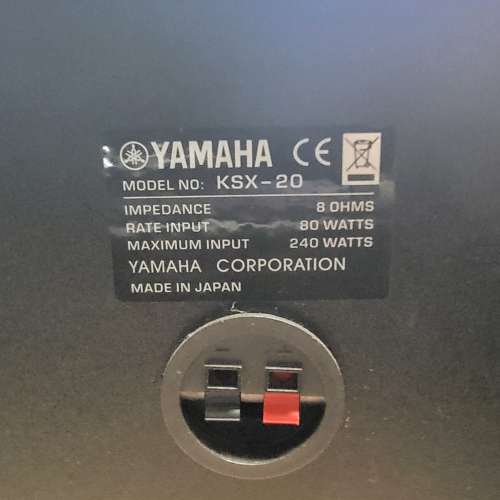 YAMAHA CE
MODEL NO: KSX-20
IMPEDANCE 8 OHMS
RATE INPUT 80 WATTS
MAXIMUM INPUT 240 WATTS
YAMAHA CORPORATION
MADE IN JAPAN